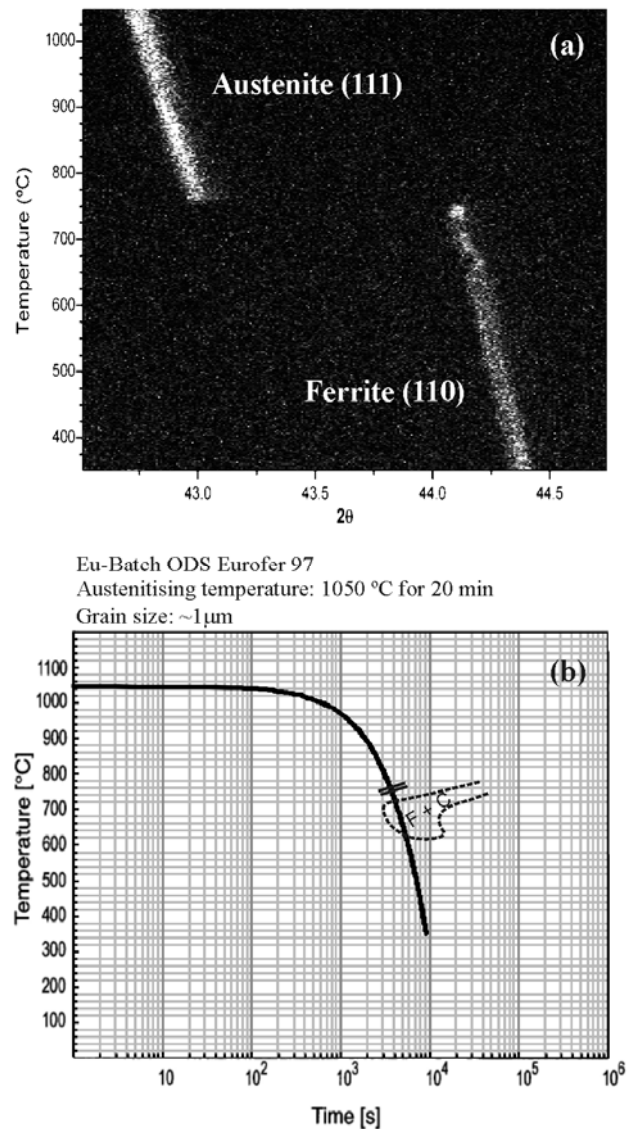 (a)
Austenite (111)
Ferrite (110)
Temperature (°C)
1000
900
800
700
600
500
400
43.0
43.5
44.0
44.5
2θ
Eu-Batch ODS Eurofer 97
Austenitising temperature: 1050 ºC for 20 min
Grain size: ~1μm
(b)
Temperature [°C]
1100
1000
900
800
700
600
500
400
300
200
100
F + C
10
10²
10³
10⁴
10⁵
10⁶
Time [s]